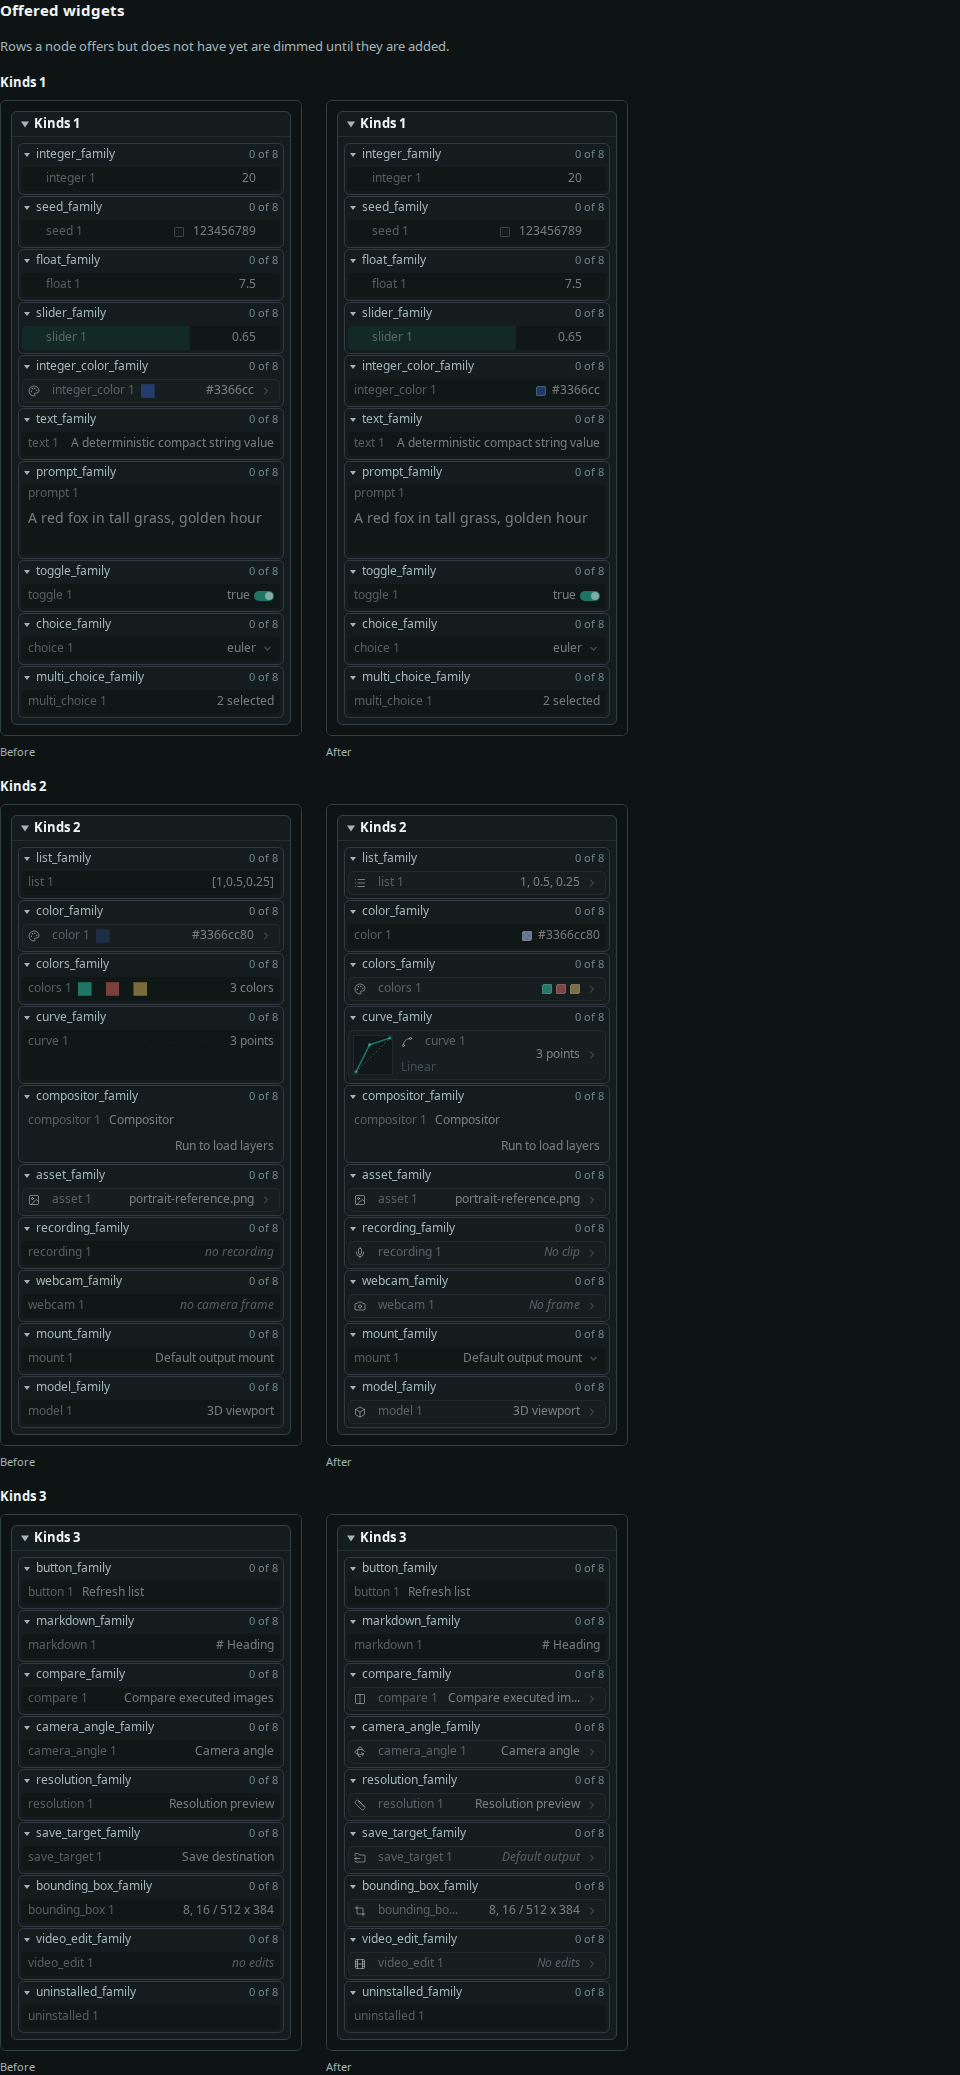 Offered widgets
Rows a node offers but does not have yet are dimmed until they are added.
Kinds 1
Kinds 1
integer_family 0 of 8
integer 1 20
seed_family 0 of 8
seed 1 123456789
float_family 0 of 8
float 1 7.5
slider_family 0 of 8
slider 1 0.65
integer_color_family 0 of 8
integer_color 1 #3366cc
text_family 0 of 8
text 1 A deterministic compact string value
prompt_family 0 of 8
prompt 1
A red fox in tall grass, golden hour
toggle_family 0 of 8
toggle 1 true
choice_family 0 of 8
choice 1 euler
multi_choice_family 0 of 8
multi_choice 1 2 selected
Before
Kinds 1
integer_family 0 of 8
integer 1 20
seed_family 0 of 8
seed 1 123456789
float_family 0 of 8
float 1 7.5
slider_family 0 of 8
slider 1 0.65
integer_color_family 0 of 8
integer_color 1 #3366cc
text_family 0 of 8
text 1 A deterministic compact string value
prompt_family 0 of 8
prompt 1
A red fox in tall grass, golden hour
toggle_family 0 of 8
toggle 1 true
choice_family 0 of 8
choice 1 euler
multi_choice_family 0 of 8
multi_choice 1 2 selected
After
Kinds 2
Kinds 2
list_family 0 of 8
list 1 [1,0.5,0.25]
color_family 0 of 8
color 1 #3366cc80
colors_family 0 of 8
colors 1 3 colors
curve_family 0 of 8
curve 1 3 points
compositor_family 0 of 8
compositor 1 Compositor
Run to load layers
asset_family 0 of 8
asset 1 portrait-reference.png
recording_family 0 of 8
recording 1 no recording
webcam_family 0 of 8
webcam 1 no camera frame
mount_family 0 of 8
mount 1 Default output mount
model_family 0 of 8
model 1 3D viewport
Before
Kinds 2
list_family 0 of 8
list 1 1, 0.5, 0.25
color_family 0 of 8
color 1 #3366cc80
colors_family 0 of 8
colors 1
curve_family 0 of 8
curve 1
Linear
3 points
compositor_family 0 of 8
compositor 1 Compositor
Run to load layers
asset_family 0 of 8
asset 1 portrait-reference.png
recording_family 0 of 8
recording 1 No clip
webcam_family 0 of 8
webcam 1 No frame
mount_family 0 of 8
mount 1 Default output mount
model_family 0 of 8
model 1 3D viewport
After
Kinds 3
Kinds 3
button_family 0 of 8
button 1 Refresh list
markdown_family 0 of 8
markdown 1 # Heading
compare_family 0 of 8
compare 1 Compare executed images
camera_angle_family 0 of 8
camera_angle 1 Camera angle
resolution_family 0 of 8
resolution 1 Resolution preview
save_target_family 0 of 8
save_target 1 Save destination
bounding_box_family 0 of 8
bounding_box 1 8, 16 / 512 x 384
video_edit_family 0 of 8
video_edit 1 no edits
uninstalled_family 0 of 8
uninstalled 1
Before
Kinds 3
button_family 0 of 8
button 1 Refresh list
markdown_family 0 of 8
markdown 1 # Heading
compare_family 0 of 8
compare 1 Compare executed im...
camera_angle_family 0 of 8
camera_angle 1 Camera angle
resolution_family 0 of 8
resolution 1 Resolution preview
save_target_family 0 of 8
save_target 1 Default output
bounding_box_family 0 of 8
bounding_bo... 8, 16 / 512 x 384
video_edit_family 0 of 8
video_edit 1 No edits
uninstalled_family 0 of 8
uninstalled 1
After